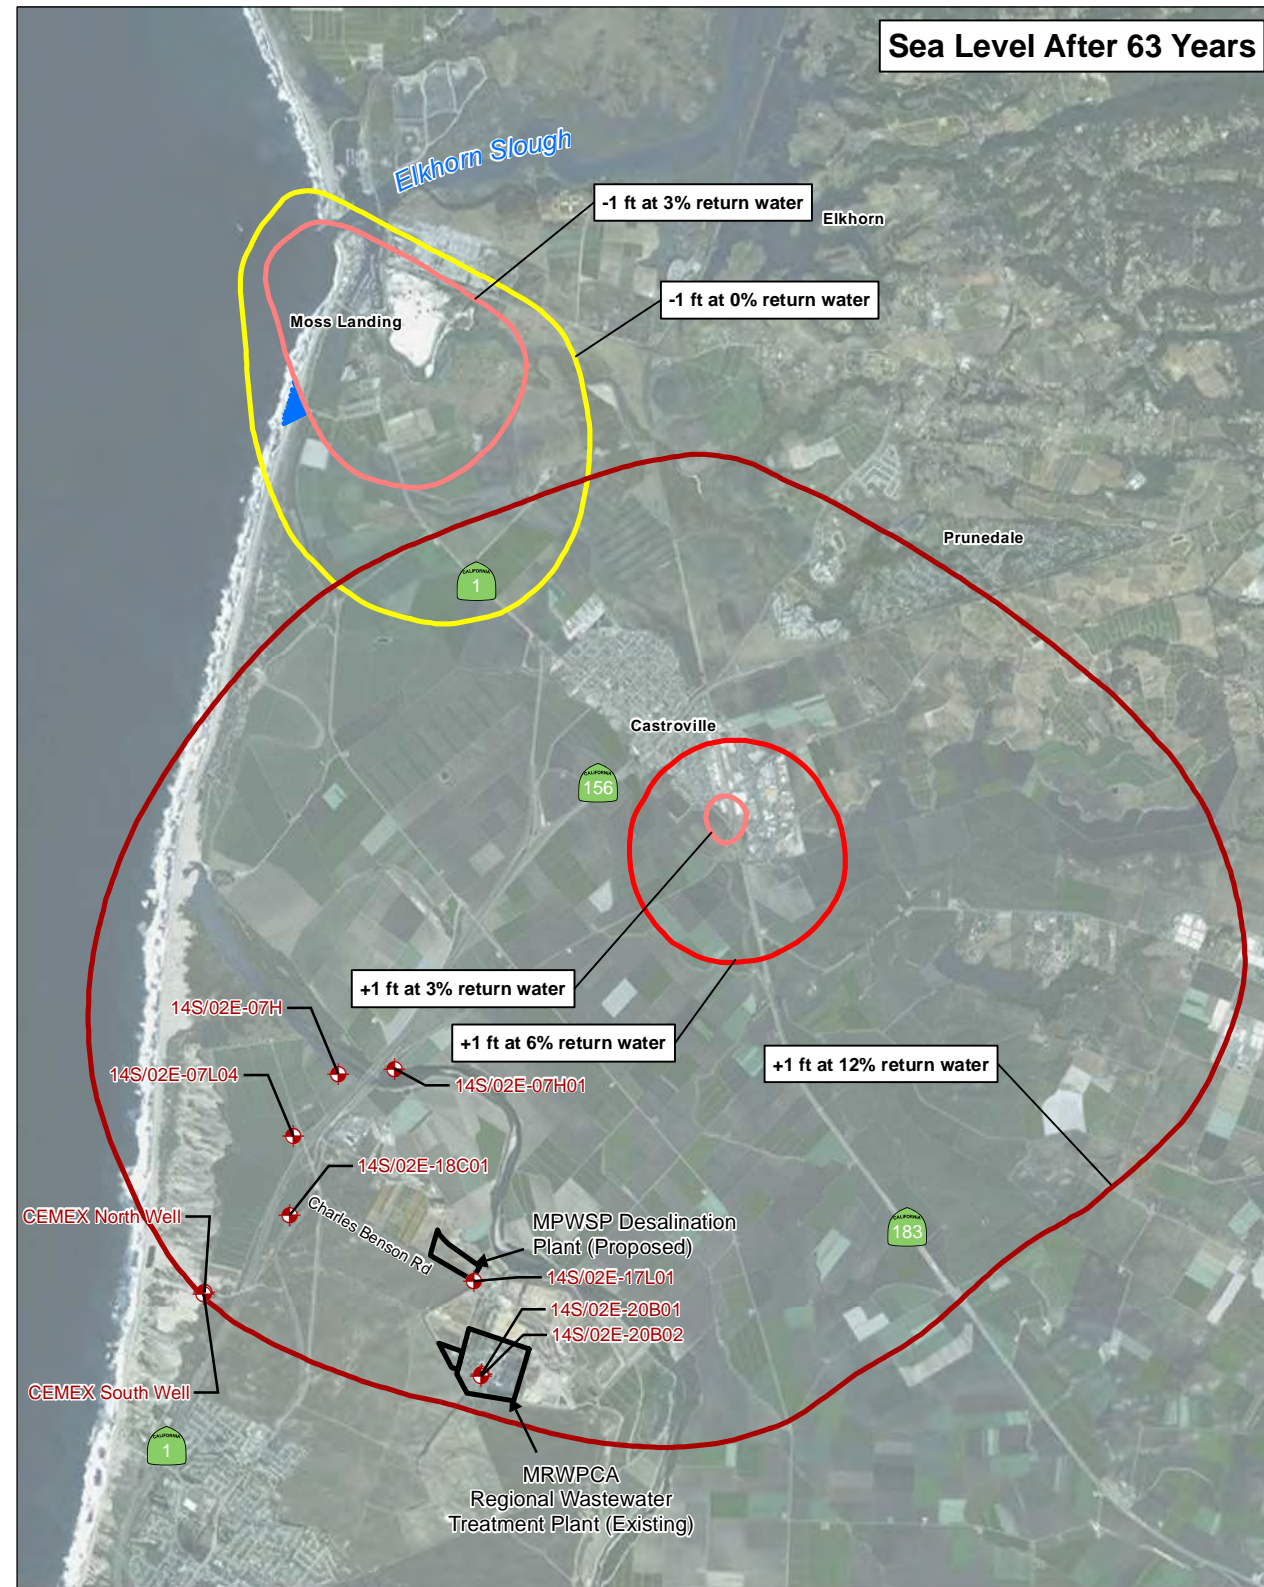 Sea Level After 63 Years
Elkhorn Slough
-1 ft at 3% return water
Elkhorn
-1 ft at 0% return water
Moss Landing
Prunedale
CALIFORNIA
1
Castroville
CALIFORNIA
156
+1 ft at 3% return water
14S/02E-07H
+1 ft at 6% return water
+1 ft at 12% return water
14S/02E-07L04
14S/02E-07H01
14S/02E-18C01
Charles Benson Rd
CEMEX North Well
MPWSP Desalination
Plant (Proposed)
CALIFORNIA
183
14S/02E-17L01
14S/02E-20B01
14S/02E-20B02
CEMEX South Well
CALIFORNIA
1
MRWPCA
Regional Wastewater
Treatment Plant (Existing)